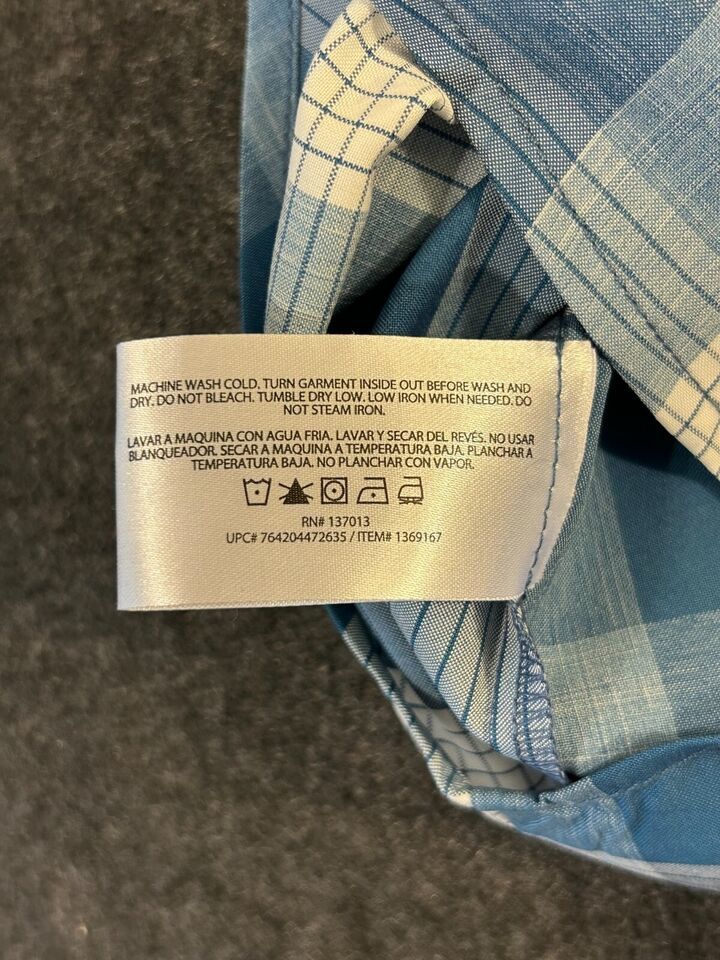 MACHINE WASH COLD. TURN GARMENT INSIDE OUT BEFORE WASH AND
DRY. DO NOT BLEACH. TUMBLE DRY LOW. LOW IRON WHEN NEEDED. DO
NOT STEAM IRON.
LAVAR A MAQUINA CON AGUA FRIA. LAVAR Y SECAR DEL REVÉS. NO USAR
BLANQUEADOR. SECAR A MAQUINA A TEMPERATURA BAJA. PLANCHAR A
TEMPERATURA BAJA. NO PLANCHAR CON VAPOR.
RN# 137013
UPC# 764204472635 / ITEM# 1369167